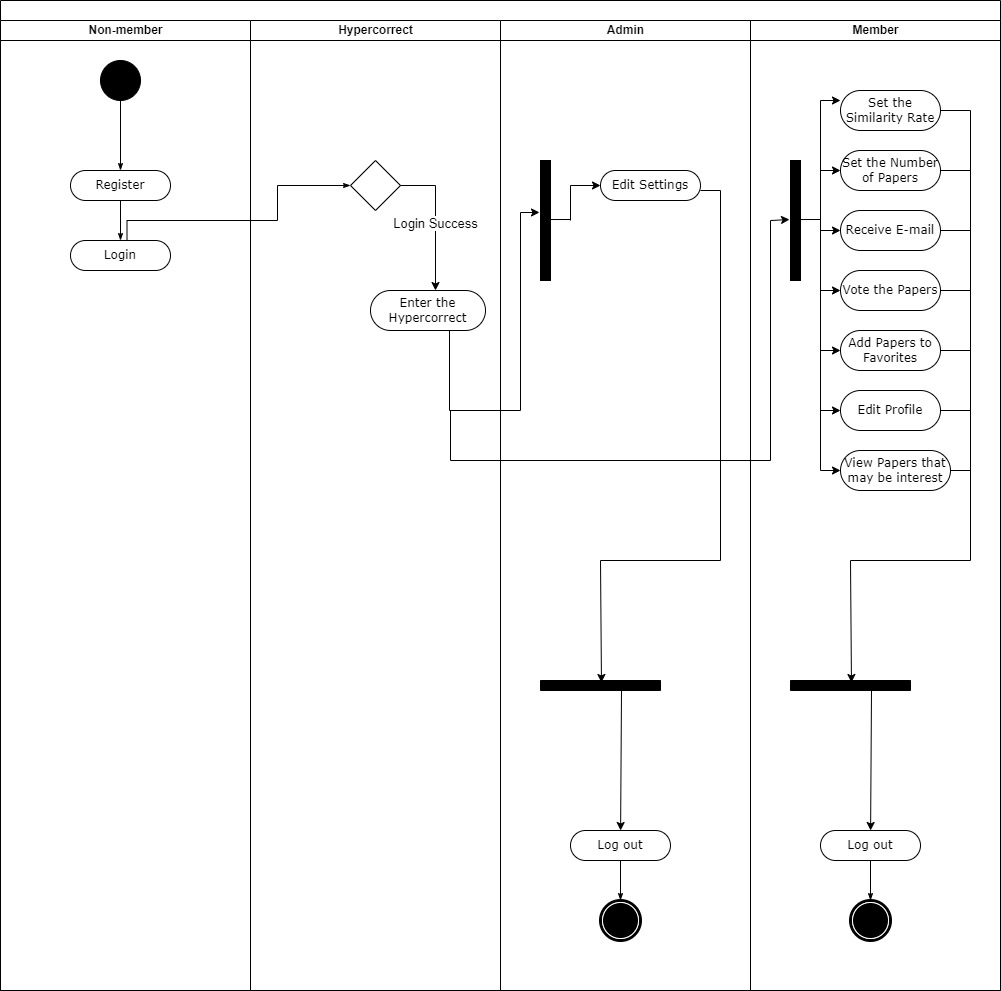 Non-member
Hypercorrect
Admin
Member
Register
Login
Login Success
Enter the
Hypercorrect
Edit Settings
Log out
Set the
Similarity Rate
Set the Number
of Papers
Receive E-mail
Vote the Papers
Add Papers to
Favorites
Edit Profile
View Papers that
may be interest
Log out